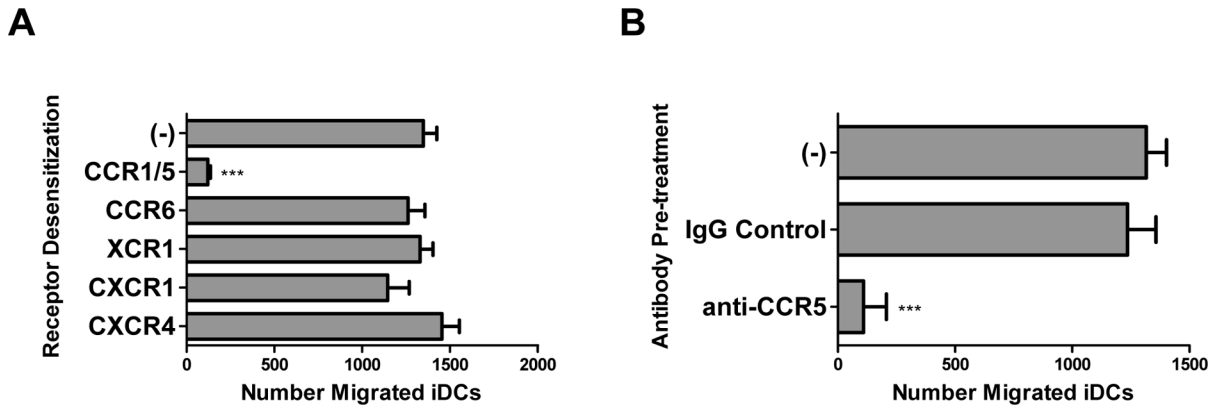 A
Receptor Desensitization
(-)
CCR1/5
***
CCR6
XCR1
CXCR1
CXCR4
0 500 1000 1500 2000
Number Migrated iDCs
B
Antibody Pre-treatment
(-)
IgG Control
anti-CCR5
***
0 500 1000 1500
Number Migrated iDCs